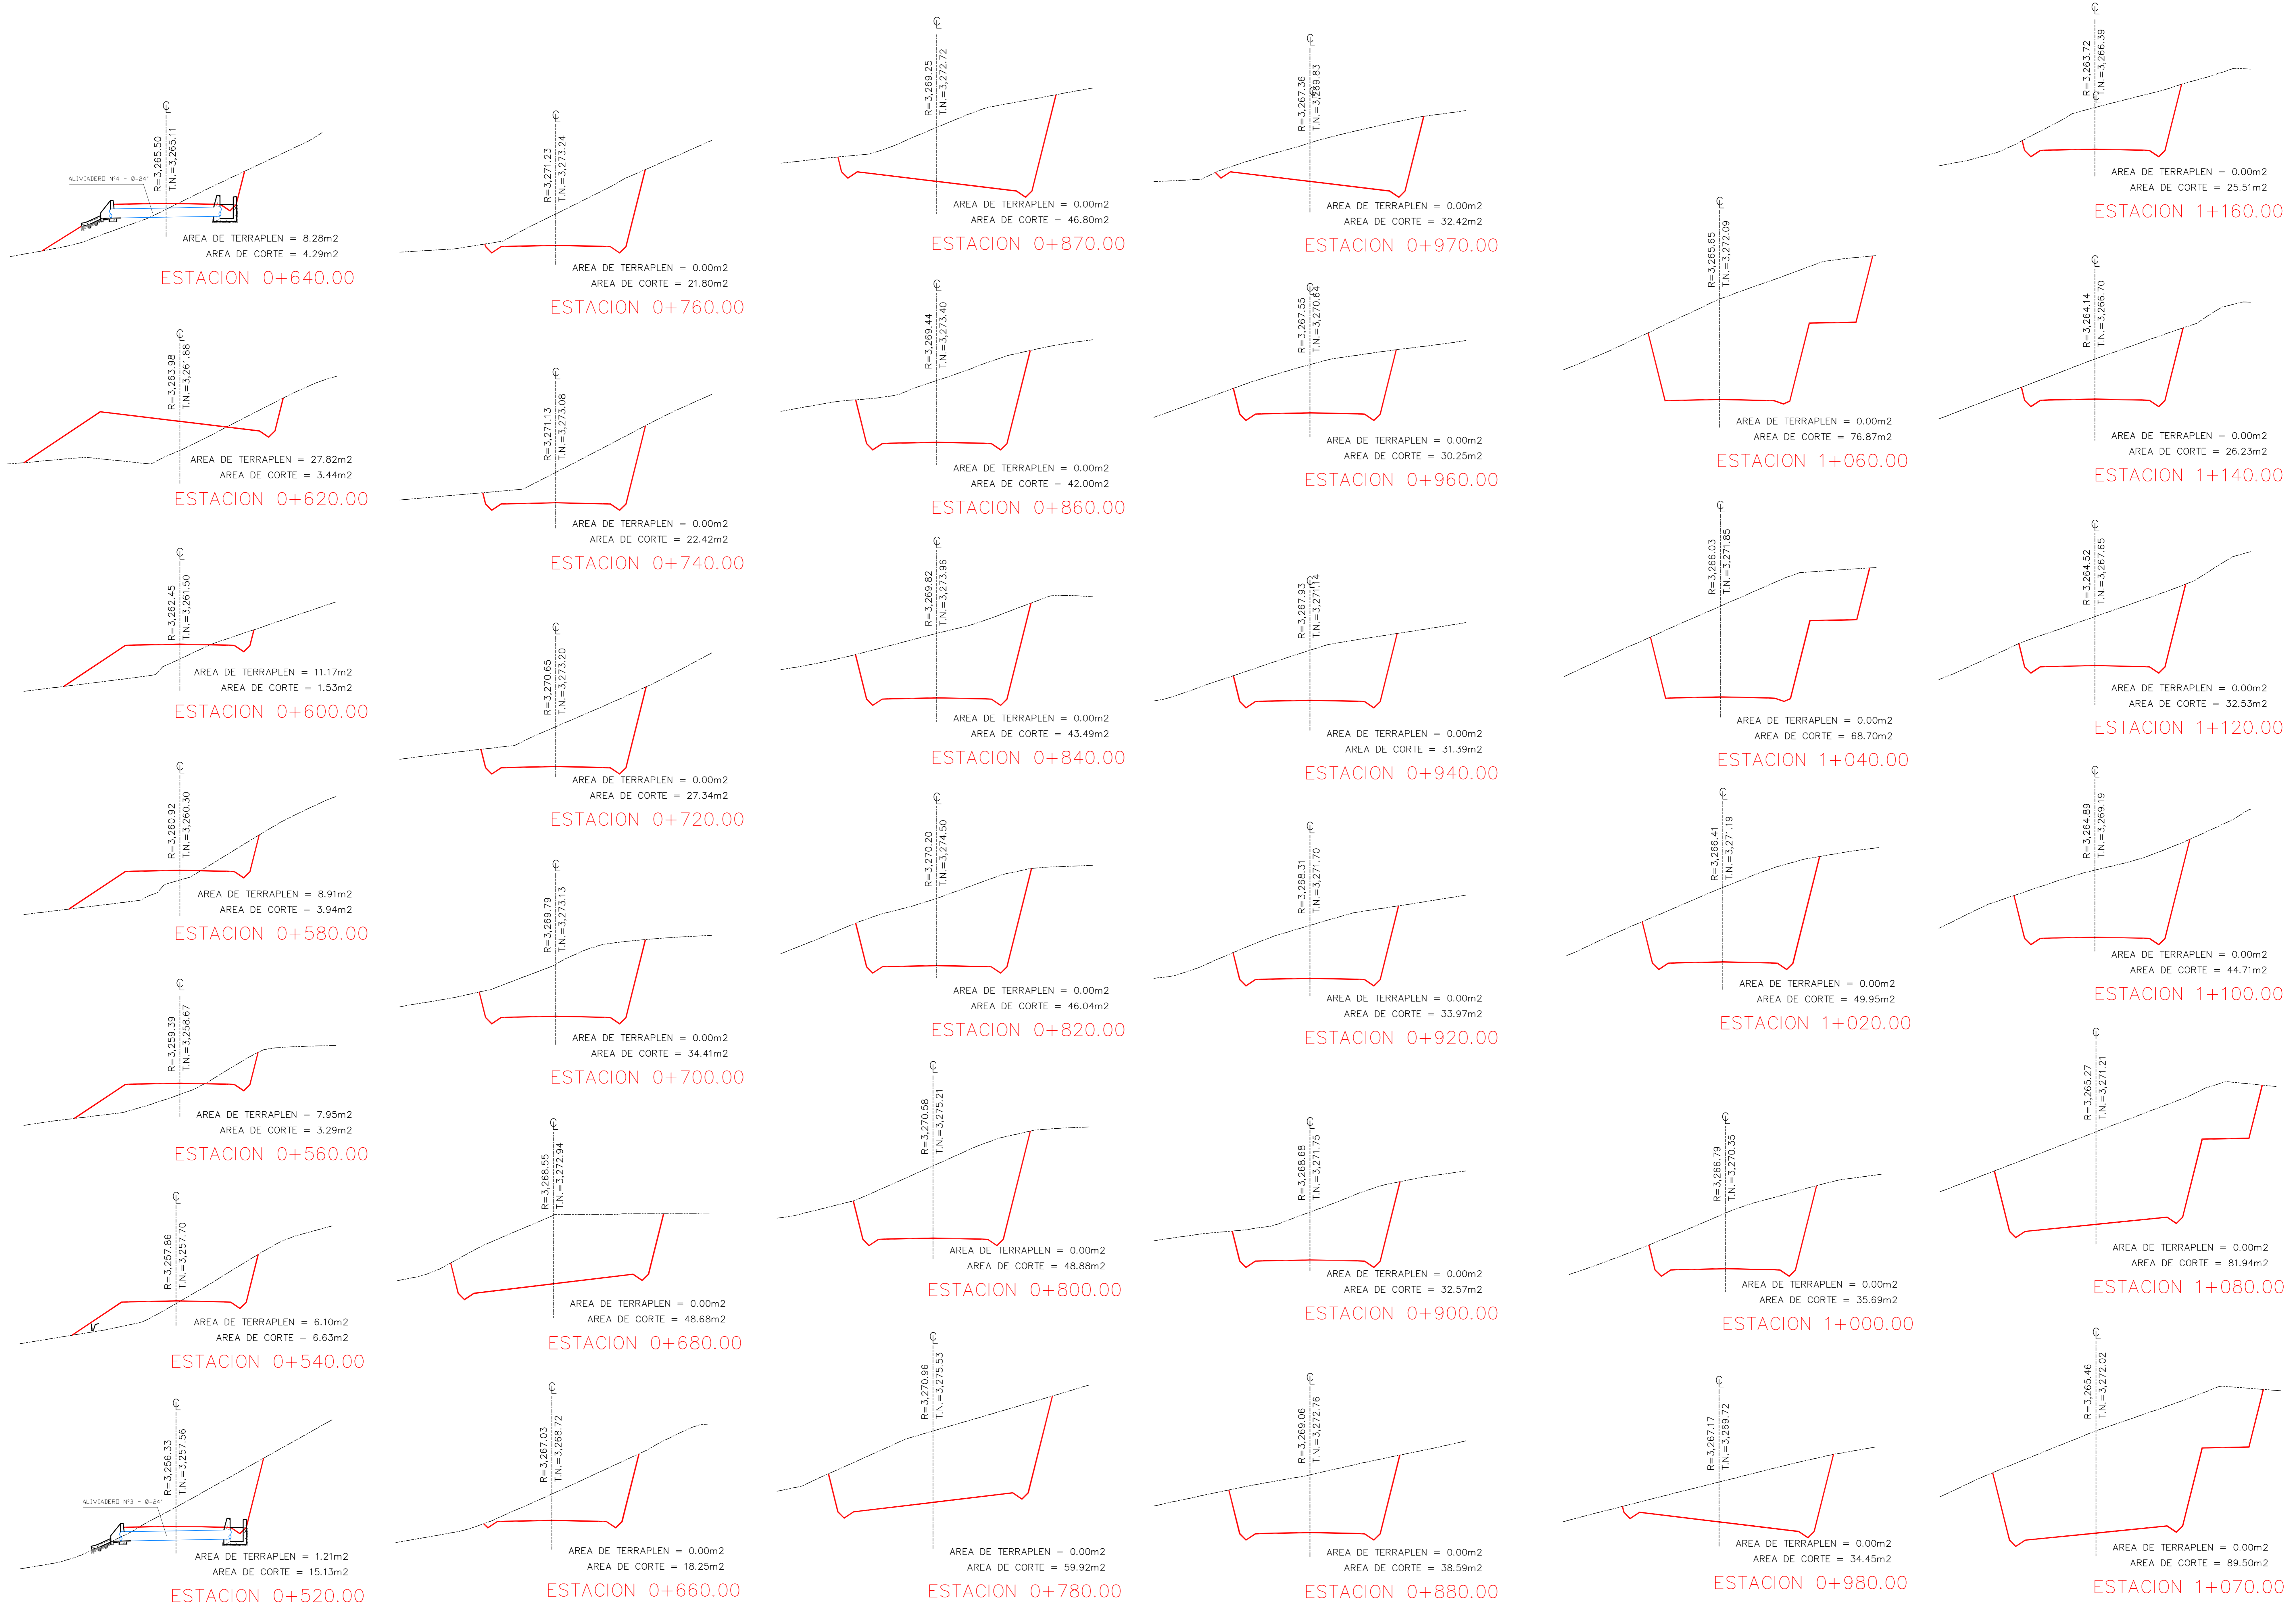 ℄
R=3,265.50
T.N.=3,265.11
ALIVIADERO Nº4 - Ø=24"
AREA DE TERRAPLEN = 8.28m2
AREA DE CORTE = 4.29m2
ESTACION 0+640.00
℄
R=3,263.98
T.N.=3,261.88
AREA DE TERRAPLEN = 27.82m2
AREA DE CORTE = 3.44m2
ESTACION 0+620.00
℄
R=3,262.45
T.N.=3,261.50
AREA DE TERRAPLEN = 11.17m2
AREA DE CORTE = 1.53m2
ESTACION 0+600.00
℄
R=3,260.92
T.N.=3,260.30
AREA DE TERRAPLEN = 8.91m2
AREA DE CORTE = 3.94m2
ESTACION 0+580.00
℄
R=3,259.39
T.N.=3,258.67
AREA DE TERRAPLEN = 7.95m2
AREA DE CORTE = 3.29m2
ESTACION 0+560.00
℄
R=3,257.86
T.N.=3,257.70
AREA DE TERRAPLEN = 6.10m2
AREA DE CORTE = 6.63m2
ESTACION 0+540.00
℄
R=3,256.33
T.N.=3,257.56
ALIVIADERO Nº3 - Ø=24"
AREA DE TERRAPLEN = 1.21m2
AREA DE CORTE = 15.13m2
ESTACION 0+520.00
℄
R=3,271.23
T.N.=3,273.24
AREA DE TERRAPLEN = 0.00m2
AREA DE CORTE = 21.80m2
ESTACION 0+760.00
℄
R=3,271.13
T.N.=3,273.08
AREA DE TERRAPLEN = 0.00m2
AREA DE CORTE = 22.42m2
ESTACION 0+740.00
℄
R=3,270.65
T.N.=3,273.20
AREA DE TERRAPLEN = 0.00m2
AREA DE CORTE = 27.34m2
ESTACION 0+720.00
℄
R=3,269.79
T.N.=3,273.13
AREA DE TERRAPLEN = 0.00m2
AREA DE CORTE = 34.41m2
ESTACION 0+700.00
℄
R=3,268.55
T.N.=3,272.94
AREA DE TERRAPLEN = 0.00m2
AREA DE CORTE = 48.68m2
ESTACION 0+680.00
℄
R=3,267.03
T.N.=3,268.72
AREA DE TERRAPLEN = 0.00m2
AREA DE CORTE = 18.25m2
ESTACION 0+660.00
℄
R=3,269.25
T.N.=3,272.72
AREA DE TERRAPLEN = 0.00m2
AREA DE CORTE = 46.80m2
ESTACION 0+870.00
℄
R=3,269.44
T.N.=3,273.40
AREA DE TERRAPLEN = 0.00m2
AREA DE CORTE = 42.00m2
ESTACION 0+860.00
℄
R=3,269.82
T.N.=3,273.96
AREA DE TERRAPLEN = 0.00m2
AREA DE CORTE = 43.49m2
ESTACION 0+840.00
℄
R=3,270.20
T.N.=3,274.50
AREA DE TERRAPLEN = 0.00m2
AREA DE CORTE = 46.04m2
ESTACION 0+820.00
℄
R=3,270.58
T.N.=3,275.21
AREA DE TERRAPLEN = 0.00m2
AREA DE CORTE = 48.88m2
ESTACION 0+800.00
℄
R=3,270.96
T.N.=3,275.53
AREA DE TERRAPLEN = 0.00m2
AREA DE CORTE = 59.92m2
ESTACION 0+780.00
℄
R=3,267.36
T.N.=3,269.83
AREA DE TERRAPLEN = 0.00m2
AREA DE CORTE = 32.42m2
ESTACION 0+970.00
℄
R=3,267.55
T.N.=3,270.64
AREA DE TERRAPLEN = 0.00m2
AREA DE CORTE = 30.25m2
ESTACION 0+960.00
℄
R=3,267.93
T.N.=3,271.14
AREA DE TERRAPLEN = 0.00m2
AREA DE CORTE = 31.39m2
ESTACION 0+940.00
℄
R=3,268.31
T.N.=3,271.70
AREA DE TERRAPLEN = 0.00m2
AREA DE CORTE = 33.97m2
ESTACION 0+920.00
℄
R=3,268.68
T.N.=3,271.75
AREA DE TERRAPLEN = 0.00m2
AREA DE CORTE = 32.57m2
ESTACION 0+900.00
℄
R=3,269.06
T.N.=3,272.76
AREA DE TERRAPLEN = 0.00m2
AREA DE CORTE = 38.59m2
ESTACION 0+880.00
℄
R=3,265.65
T.N.=3,272.09
AREA DE TERRAPLEN = 0.00m2
AREA DE CORTE = 76.87m2
ESTACION 1+060.00
℄
R=3,266.03
T.N.=3,271.85
AREA DE TERRAPLEN = 0.00m2
AREA DE CORTE = 68.70m2
ESTACION 1+040.00
℄
R=3,266.41
T.N.=3,271.19
AREA DE TERRAPLEN = 0.00m2
AREA DE CORTE = 49.95m2
ESTACION 1+020.00
℄
R=3,266.79
T.N.=3,270.35
AREA DE TERRAPLEN = 0.00m2
AREA DE CORTE = 35.69m2
ESTACION 1+000.00
℄
R=3,267.17
T.N.=3,269.72
AREA DE TERRAPLEN = 0.00m2
AREA DE CORTE = 34.45m2
ESTACION 0+980.00
℄
R=3,263.72
T.N.=3,266.39
℄
AREA DE TERRAPLEN = 0.00m2
AREA DE CORTE = 25.51m2
ESTACION 1+160.00
℄
R=3,264.14
T.N.=3,266.70
AREA DE TERRAPLEN = 0.00m2
AREA DE CORTE = 26.23m2
ESTACION 1+140.00
℄
R=3,264.52
T.N.=3,267.65
AREA DE TERRAPLEN = 0.00m2
AREA DE CORTE = 32.53m2
ESTACION 1+120.00
℄
R=3,264.89
T.N.=3,269.19
AREA DE TERRAPLEN = 0.00m2
AREA DE CORTE = 44.71m2
ESTACION 1+100.00
℄
R=3,265.27
T.N.=3,271.21
AREA DE TERRAPLEN = 0.00m2
AREA DE CORTE = 81.94m2
ESTACION 1+080.00
℄
R=3,265.46
T.N.=3,272.02
AREA DE TERRAPLEN = 0.00m2
AREA DE CORTE = 89.50m2
ESTACION 1+070.00